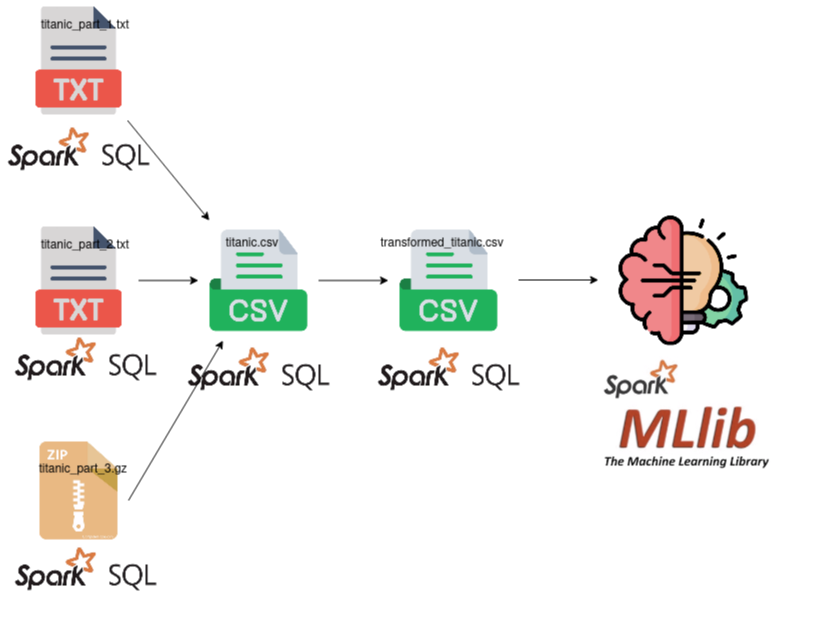 titanic_part_1.txt
TXT
Spark SQL
titanic_part_2.txt
TXT
Spark SQL
ZIP
titanic_part_3.gz
Spark SQL
titanic.csv
CSV
Spark SQL
transformed_titanic.csv
CSV
Spark SQL
Spark
MLlib
The Machine Learning Library